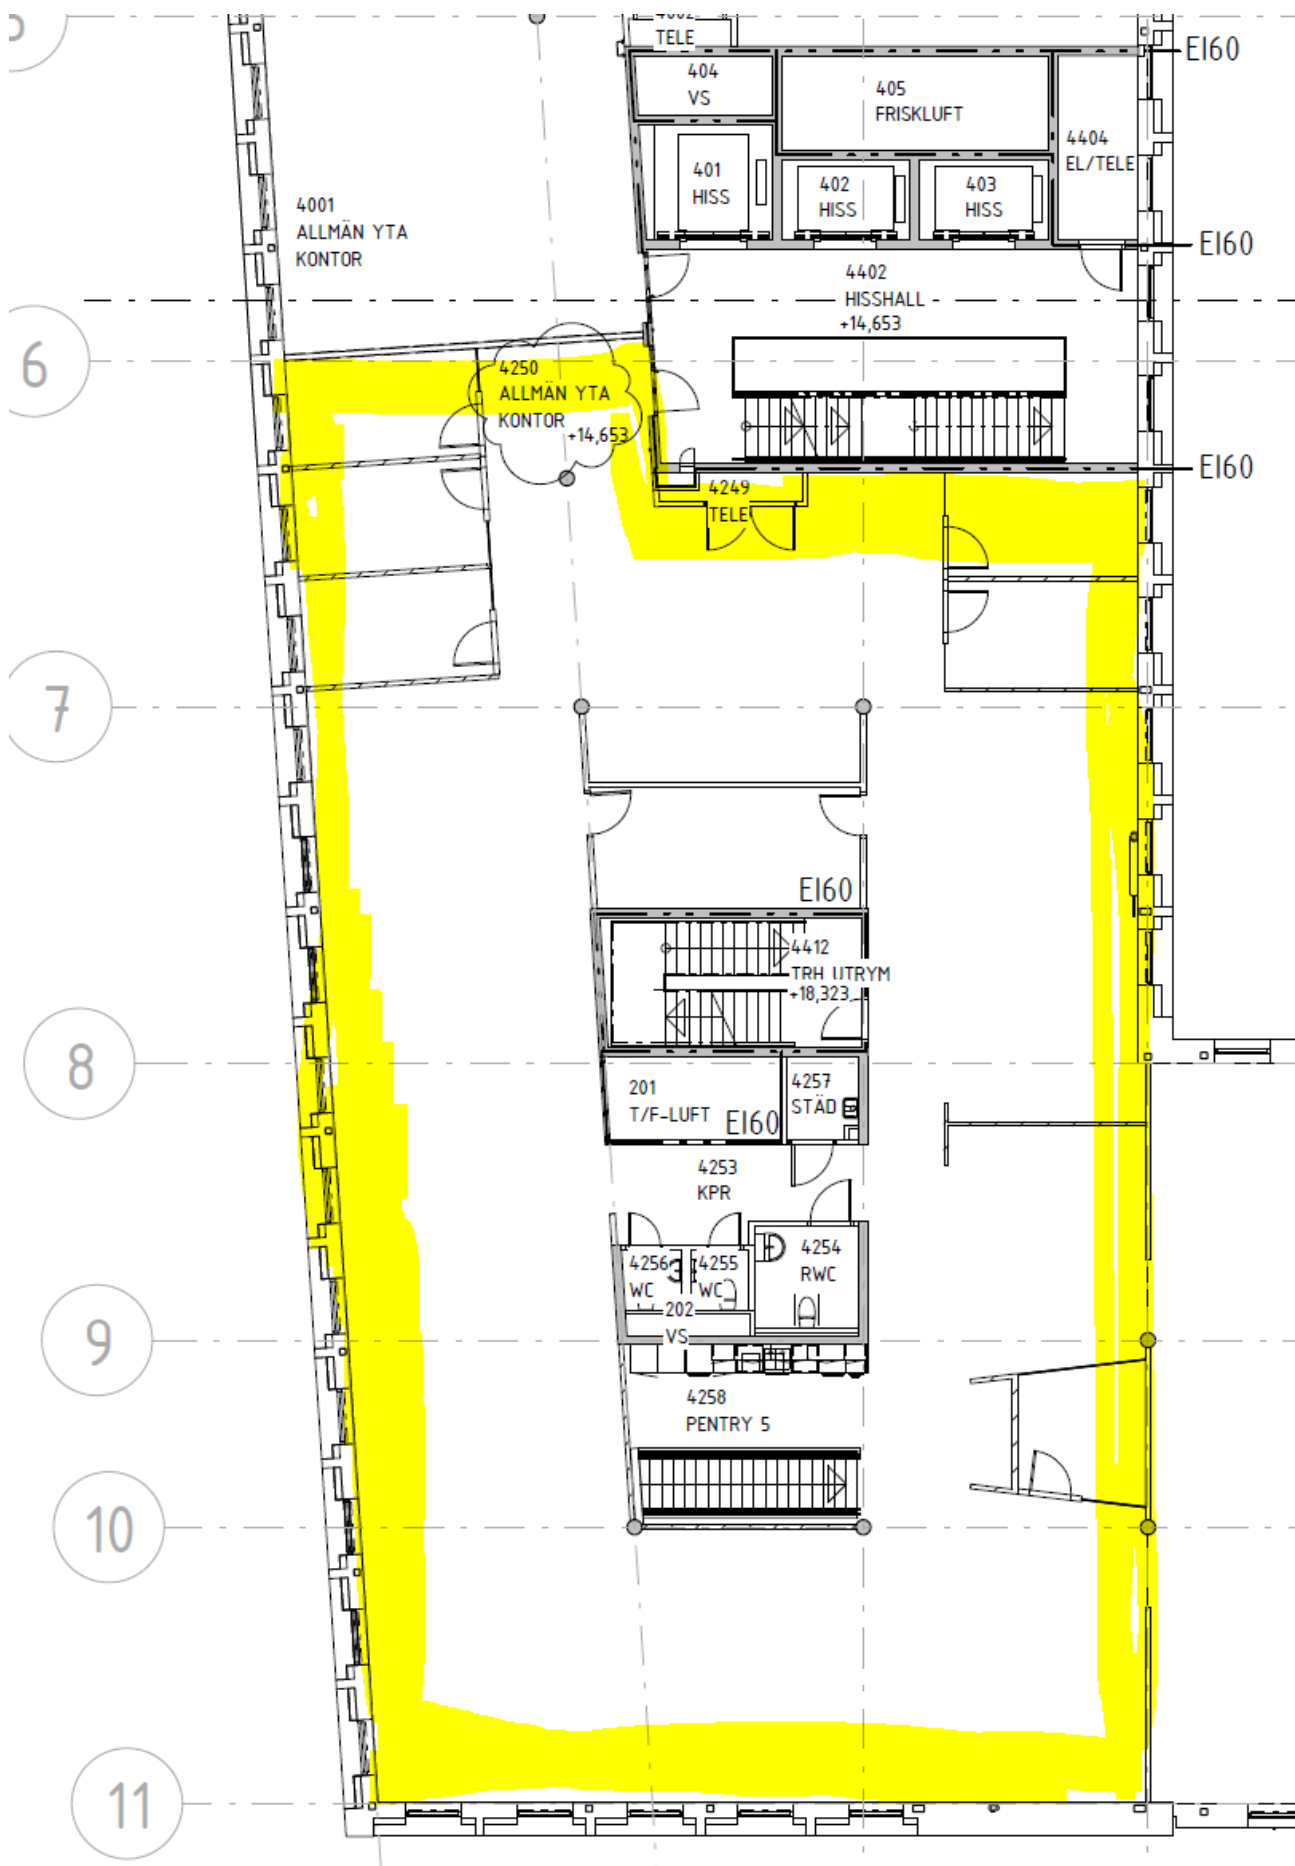 4002
TELE
EI60
404
VS
405
FRISKLUFT
4404
EL/TELE
401
HISS
402
HISS
403
HISS
4001
ALLMÄN YTA
KONTOR
EI60
4402
HISSHALL
+14,653
6
4250
ALLMÄN YTA
KONTOR
+14,653
EI60
4249
TELE
7
EI60
4412
TRH UTRYM
+18,323
8
201
T/F-LUFT
EI60
4257
STÄD
4253
KPR
4256
WC
4255
WC
4254
RWC
202
VS
9
4258
PENTRY 5
10
11